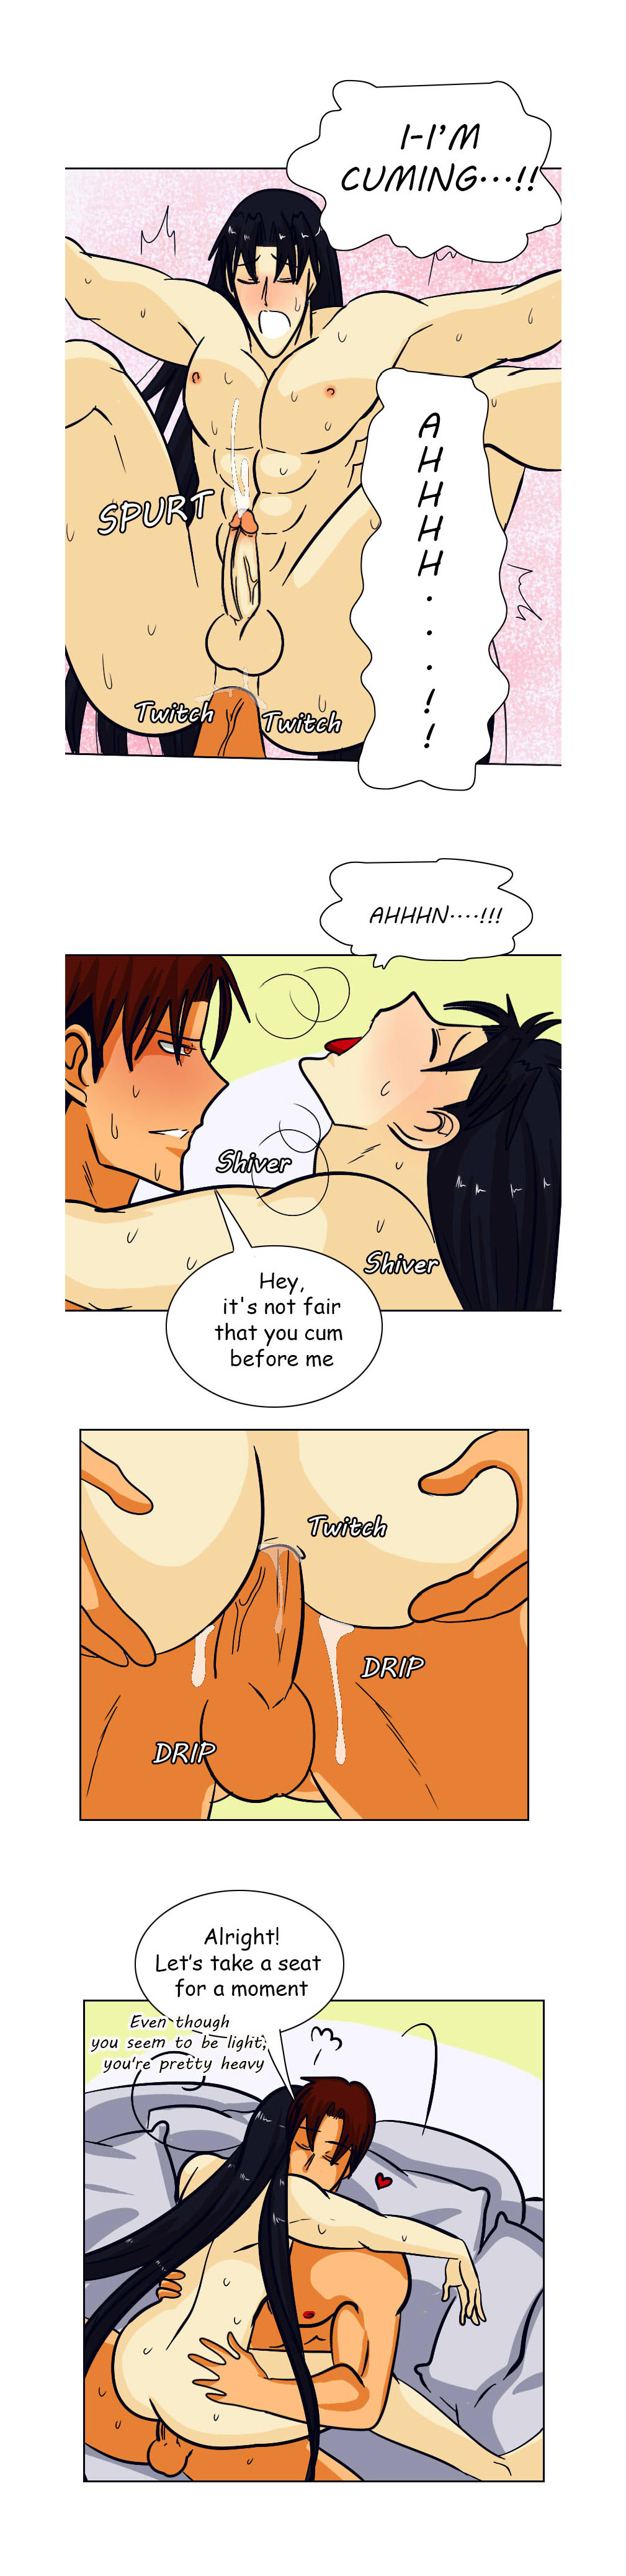 I-I'M
CUMING...!!
A
H
H
H
H
.
.
.
!
!
SPURT
Twitch
Twitch
AHHHN....!!!
Shiver
Shiver
Hey,
it's not fair
that you cum
before me
Twitch
DRIP
DRIP
Alright!
Let's take a seat
for a moment
Even though
you seem to be light,
you're pretty heavy